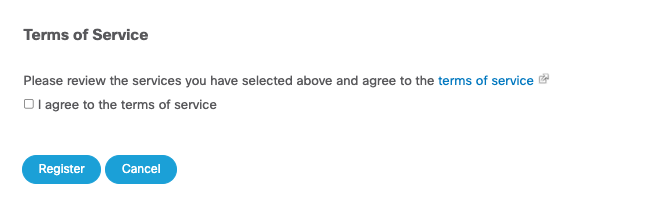 Terms of Service
Please review the services you have selected above and agree to the terms of service
I agree to the terms of service
Register Cancel